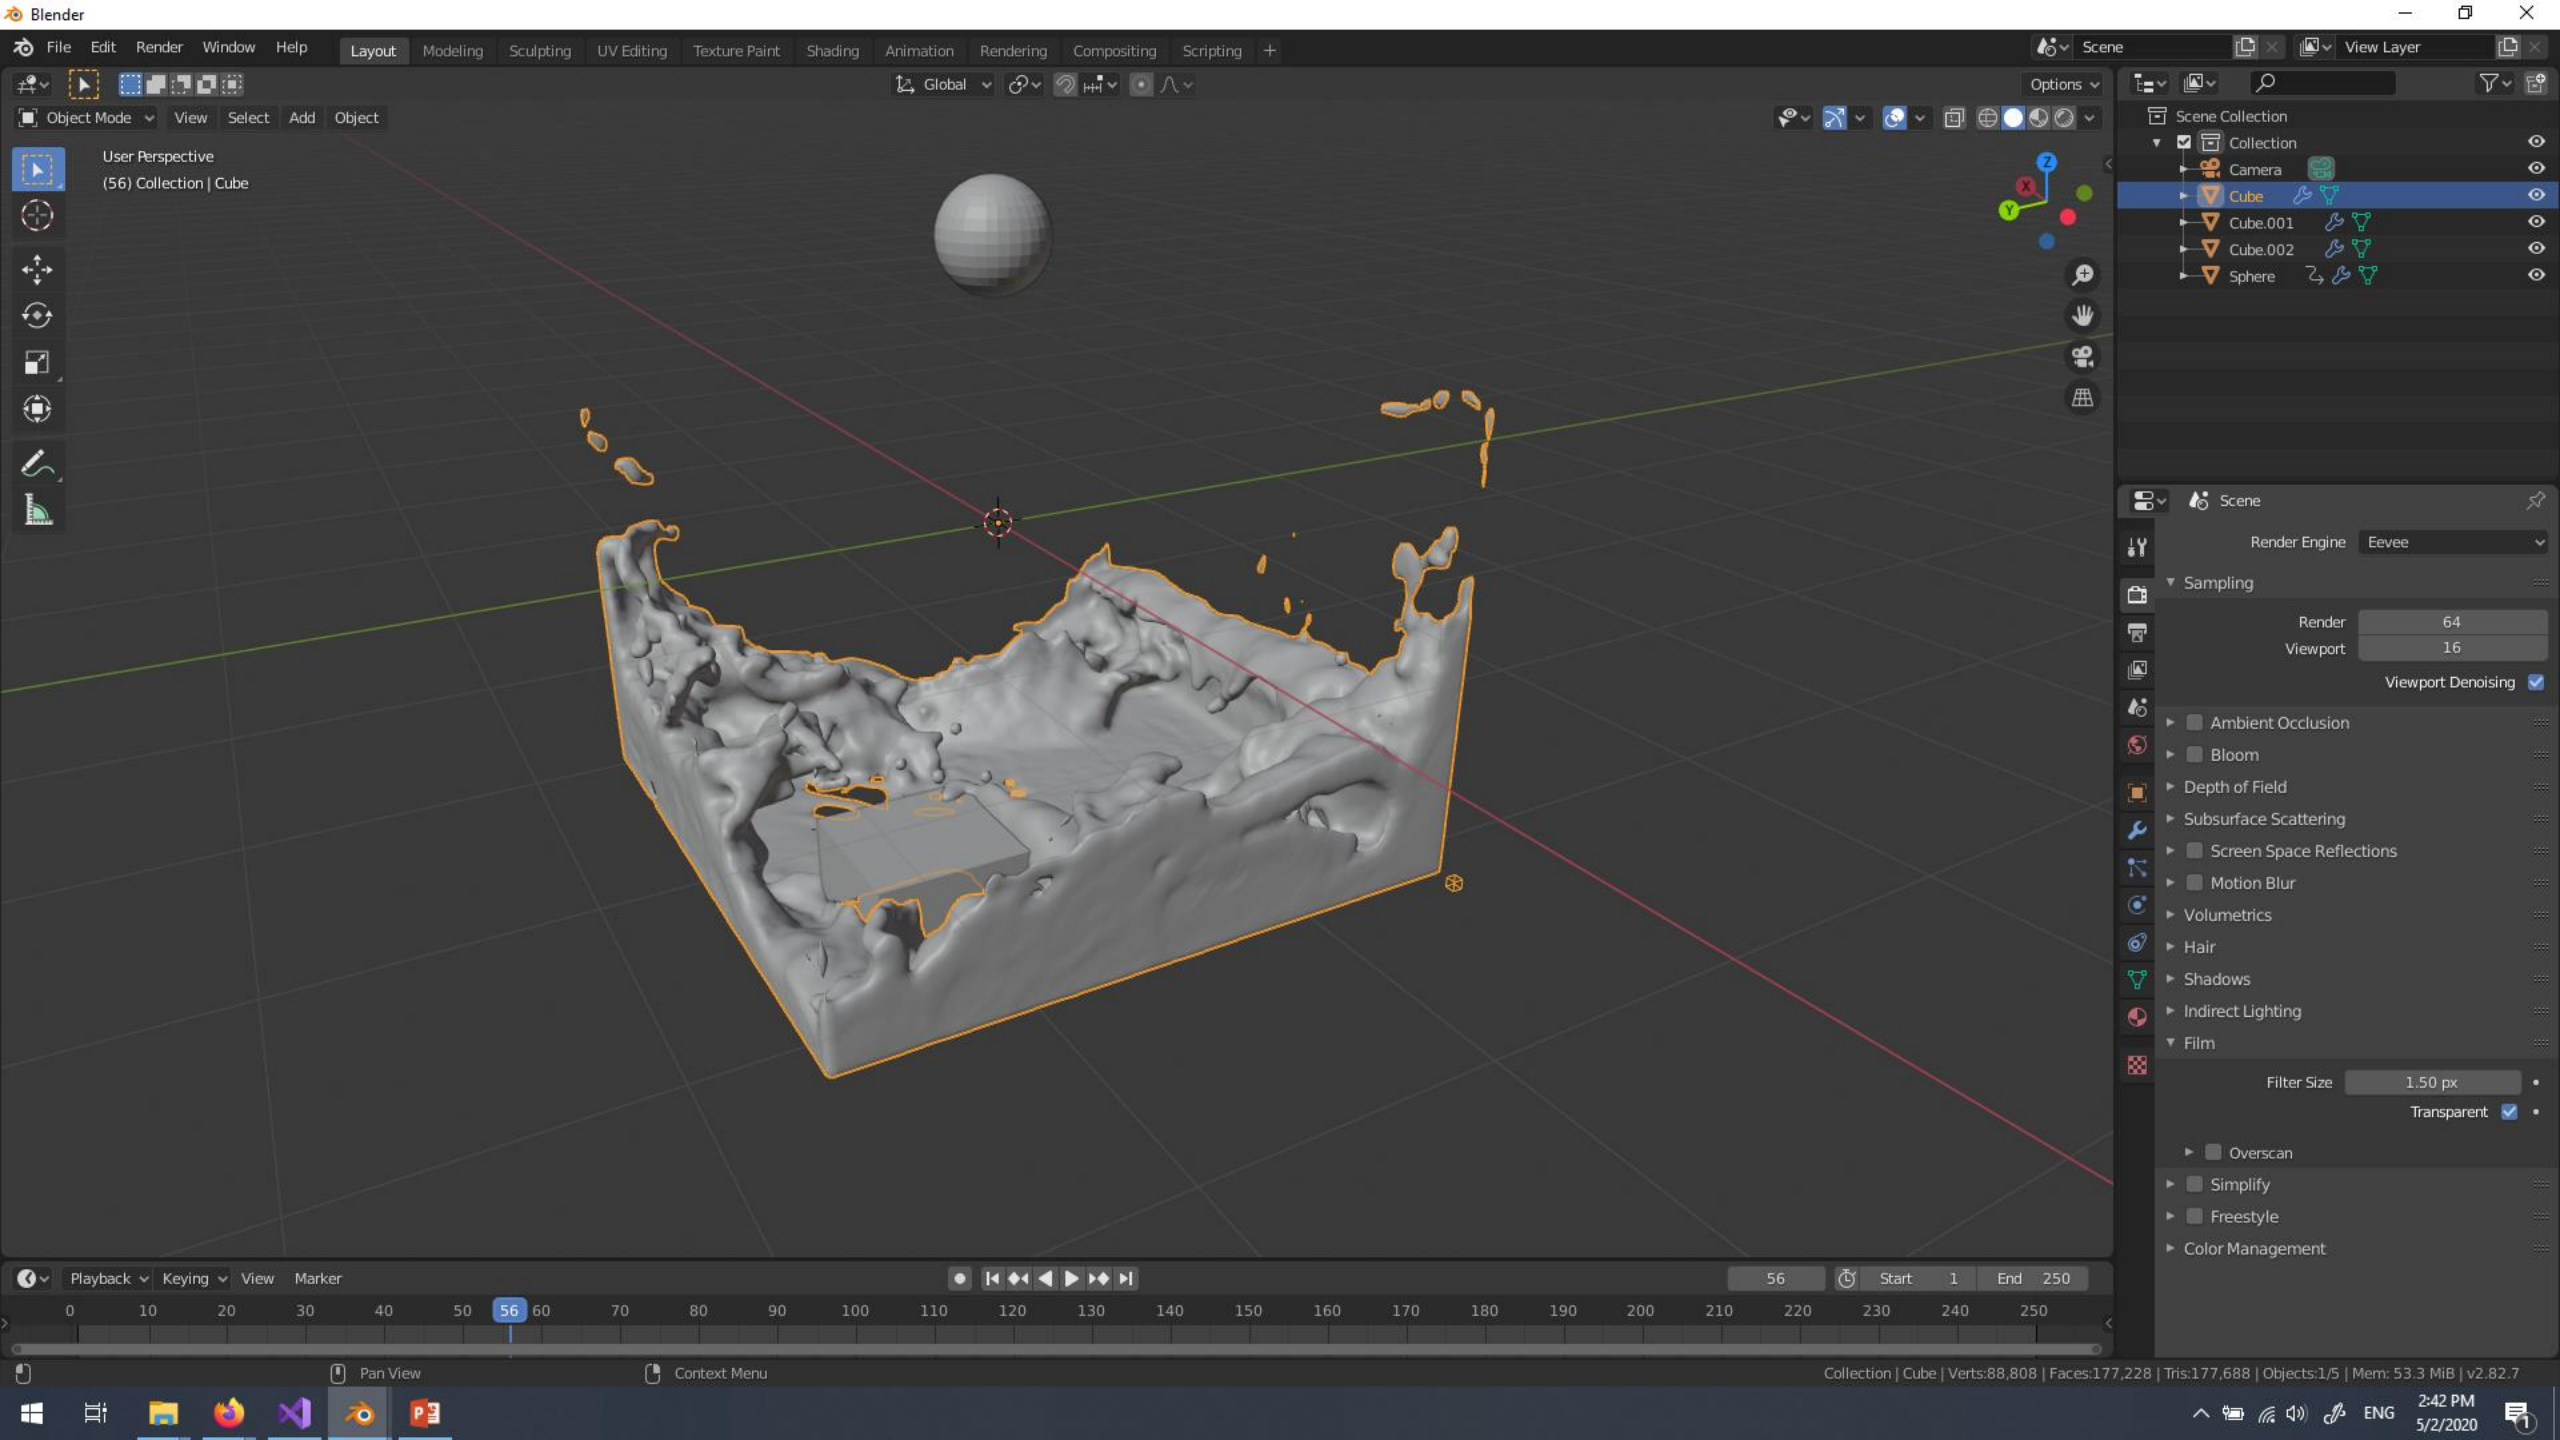 Blender
File Edit Render Window Help Layout Modeling Sculpting UV Editing Texture Paint Shading Animation Rendering Compositing Scripting + Scene View Layer
Global Options
Object Mode View Select Add Object
User Perspective
(56) Collection | Cube
Z
X
Y
Scene Collection
Collection
Camera
Cube
Cube.001
Cube.002
Sphere
Scene
Render Engine Eevee
Sampling
Render 64
Viewport 16
Viewport Denoising
Ambient Occlusion
Bloom
Depth of Field
Subsurface Scattering
Screen Space Reflections
Motion Blur
Volumetrics
Hair
Shadows
Indirect Lighting
Film
Filter Size 1.50 px
Transparent
Overscan
Simplify
Freestyle
Color Management
Playback Keying View Marker 56 Start 1 End 250
0 10 20 30 40 50 56 60 70 80 90 100 110 120 130 140 150 160 170 180 190 200 210 220 230 240 250
Pan View Context Menu Collection | Cube | Verts:88,808 | Faces:177,228 | Tris:177,688 | Objects:1/5 | Mem: 53.3 MiB | v2.82.7
ENG
2:42 PM
5/2/2020
1